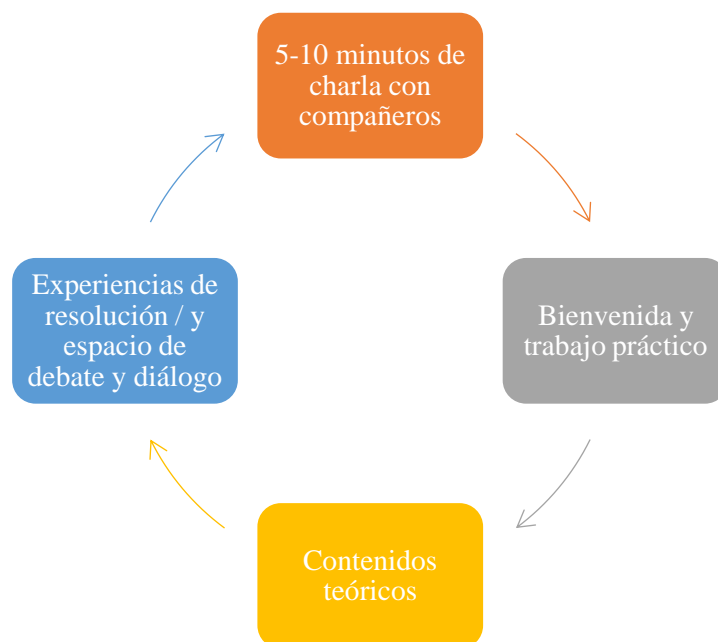 5-10 minutos de
charla con
compañeros
Bienvenida y
trabajo práctico
Contenidos
teóricos
Experiencias de
resolución / y
espacio de
debate y diálogo